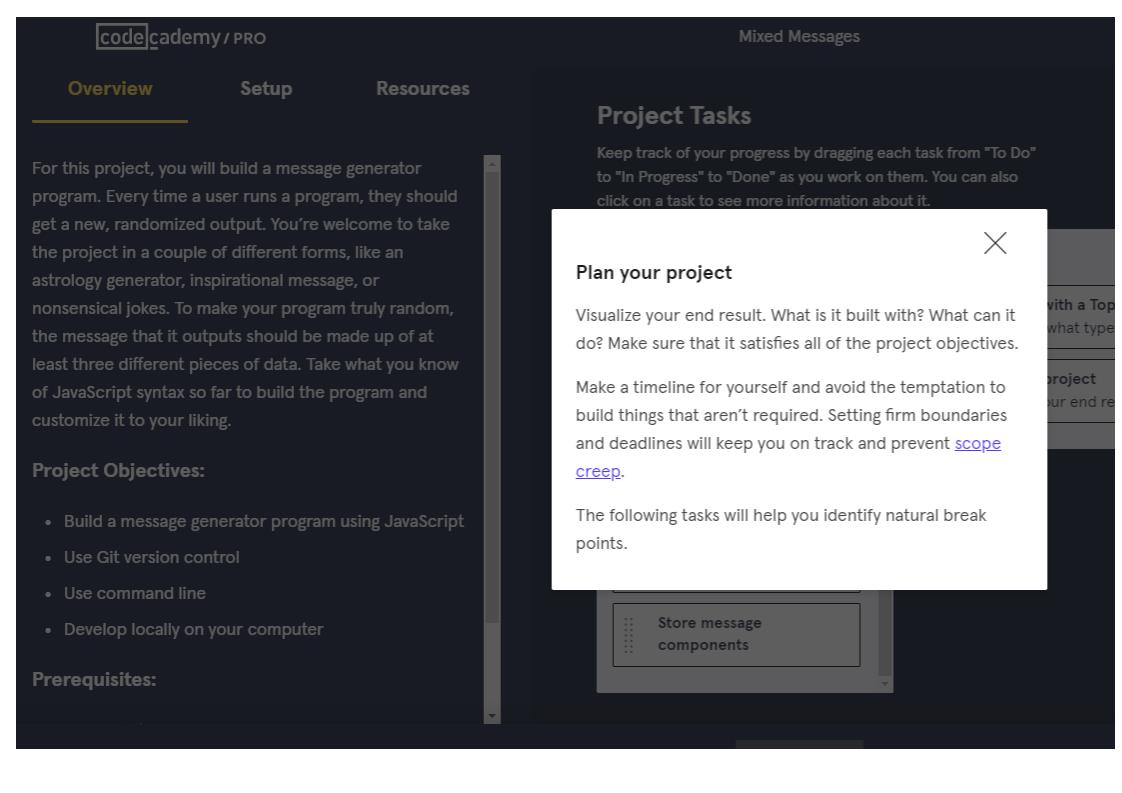 codecademy / PRO
Mixed Messages
Overview
Setup
Resources
For this project, you will build a message generator
program. Every time a user runs a program, they should
get a new, randomized output. You’re welcome to take
the project in a couple of different forms, like an
astrology generator, inspirational message, or
nonsensical jokes. To make your program truly random,
the message that it outputs should be made up of at
least three different pieces of data. Take what you know
of JavaScript syntax so far to build the program and
customize it to your liking.
Project Objectives:
• Build a message generator program using JavaScript
• Use Git version control
• Use command line
• Develop locally on your computer
Prerequisites:
Project Tasks
Keep track of your progress by dragging each task from "To Do"
to "In Progress" to "Done" as you work on them. You can also
click on a task to see more information about it.
Plan your project
Visualize your end result. What is it built with? What can it
do? Make sure that it satisfies all of the project objectives.
Make a timeline for yourself and avoid the temptation to
build things that aren’t required. Setting firm boundaries
and deadlines will keep you on track and prevent scope
creep.
The following tasks will help you identify natural break
points.
with a Top
what type
project
our end re
Store message
components